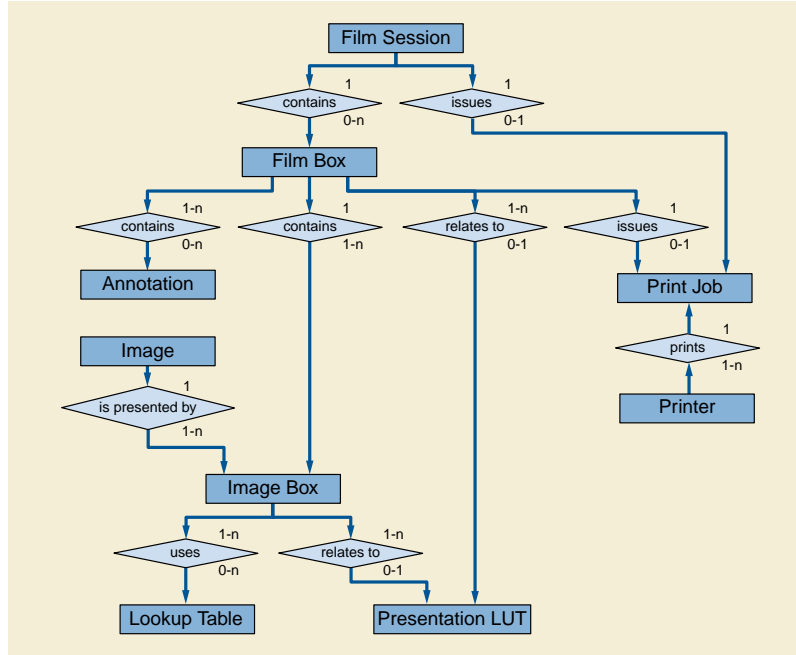 Film Session
1 1
contains issues
0-n 0-1
Film Box
1-n 1 1-n 1
contains contains relates to issues
0-n 1-n 0-1 0-1
Annotation Print Job
Image 1
prints
1-n
1
is presented by Printer
1-n
Image Box
1-n 1-n
uses relates to
0-n 0-1
Lookup Table Presentation LUT